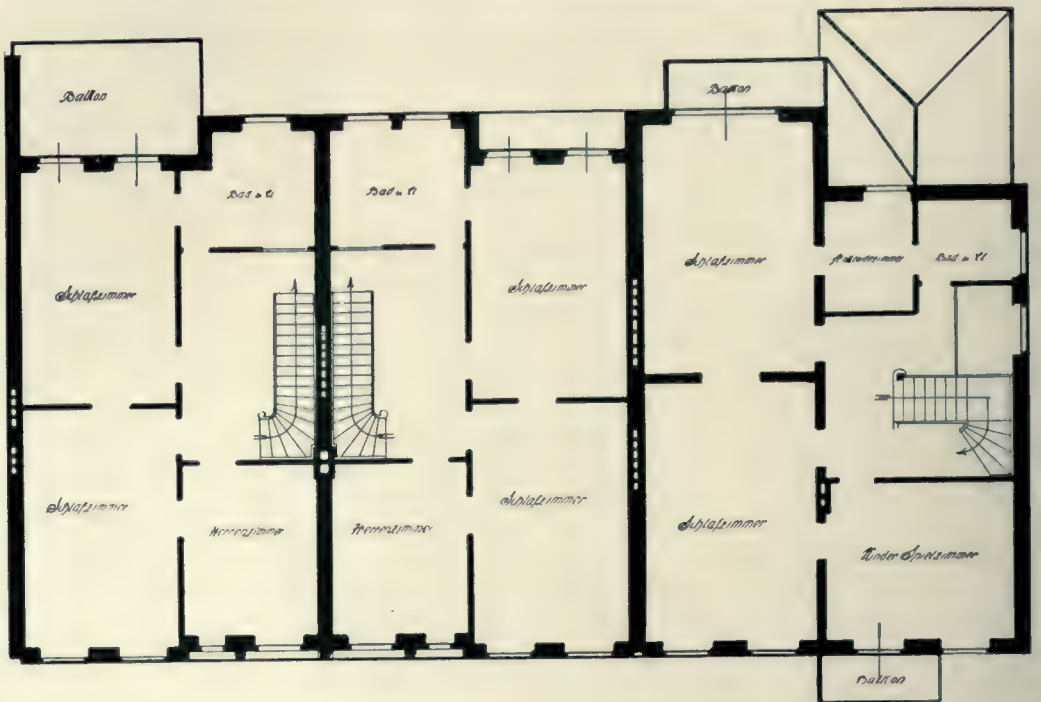 Balkon
Balkon
Bad u. Cl
Bad u. Cl
Schlafzimmer
Bad u. Cl
Schlafzimmer
Schlafzimmer
Schlafzimmer
Schlafzimmer
Schlafzimmer
Herrenzimmer
Herrenzimmer
Kinder Spielzimmer
Balkon